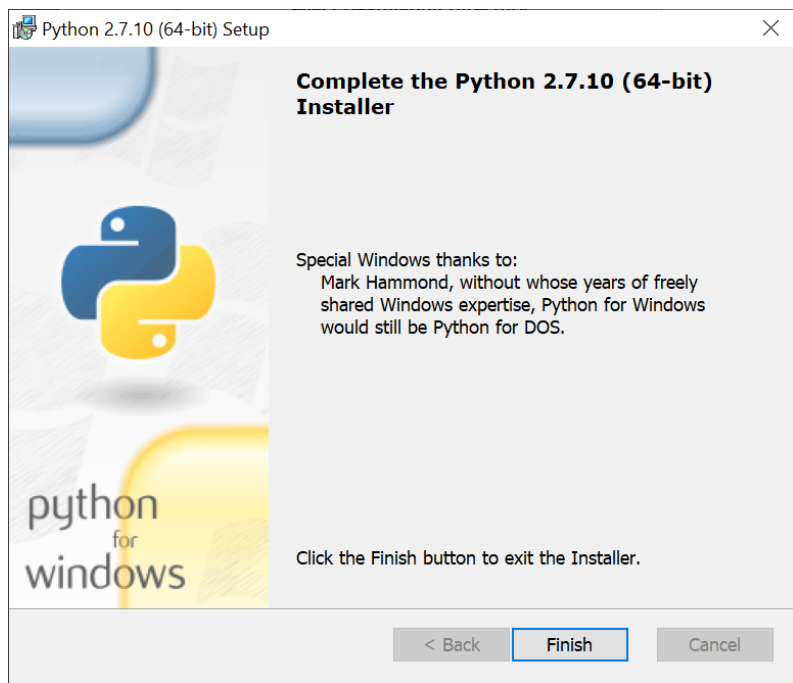 Python 2.7.10 (64-bit) Setup
Complete the Python 2.7.10 (64-bit)
Installer
Special Windows thanks to:
Mark Hammond, without whose years of freely
shared Windows expertise, Python for Windows
would still be Python for DOS.
python
for
windows
Click the Finish button to exit the Installer.
< Back
Finish
Cancel